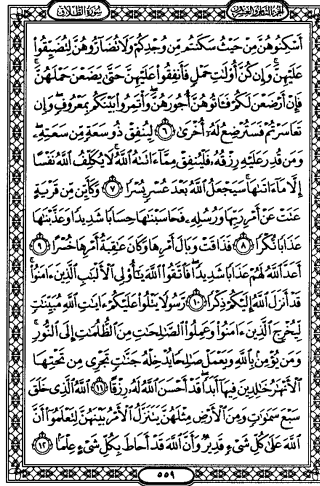 الجزء الثامن والعشرون
سورة الطلاق
أَسْكِنُوهُنَّ مِنْ حَيْثُ سَكَنتُم مِّن وُجْدِكُمْ وَلَا تُضَآرُّوهُنَّ لِتُضَيِّقُوا۟
عَلَيْهِنَّ وَإِن كُنَّ أُو۟لَٰتِ حَمْلٍ فَأَنفِقُوا۟ عَلَيْهِنَّ حَتَّىٰ يَضَعْنَ حَمْلَهُنَّ
فَإِنْ أَرْضَعْنَ لَكُمْ فَـَٔاتُوهُنَّ أُجُورَهُنَّ وَأْتَمِرُوا۟ بَيْنَكُم بِمَعْرُوفٍ وَإِن
تَعَاسَرْتُمْ فَسَتُرْضِعُ لَهُۥٓ أُخْرَىٰ ٦ لِيُنفِقْ ذُو سَعَةٍ مِّن سَعَتِهِۦ
وَمَن قُدِرَ عَلَيْهِ رِزْقُهُۥ فَلْيُنفِقْ مِمَّآ ءَاتَىٰهُ ٱللَّهُ لَا يُكَلِّفُ ٱللَّهُ نَفْسًا
إِلَّا مَآ ءَاتَىٰهَا سَيَجْعَلُ ٱللَّهُ بَعْدَ عُسْرٍ يُسْرًا ٧ وَكَأَيِّن مِّن قَرْيَةٍ
عَتَتْ عَنْ أَمْرِ رَبِّهَا وَرُسُلِهِۦ فَحَاسَبْنَٰهَا حِسَابًا شَدِيدًا وَعَذَّبْنَٰهَا
عَذَابًا نُّكْرًا ٨ فَذَاقَتْ وَبَالَ أَمْرِهَا وَكَانَ عَٰقِبَةُ أَمْرِهَا خُسْرًا ٩
أَعَدَّ ٱللَّهُ لَهُمْ عَذَابًا شَدِيدًا فَٱتَّقُوا۟ ٱللَّهَ يَٰٓأُو۟لِى ٱلْأَلْبَٰبِ ٱلَّذِينَ ءَامَنُوا۟
قَدْ أَنزَلَ ٱللَّهُ إِلَيْكُمْ ذِكْرًا ١٠ رَّسُولًا يَتْلُوا۟ عَلَيْكُمْ ءَايَٰتِ ٱللَّهِ مُبَيِّنَٰتٍ
لِّيُخْرِجَ ٱلَّذِينَ ءَامَنُوا۟ وَعَمِلُوا۟ ٱلصَّٰلِحَٰتِ مِنَ ٱلظُّلُمَٰتِ إِلَى ٱلنُّورِ
وَمَن يُؤْمِنۢ بِٱللَّهِ وَيَعْمَلْ صَٰلِحًا يُدْخِلْهُ جَنَّٰتٍ تَجْرِى مِن تَحْتِهَا
ٱلْأَنْهَٰرُ خَٰلِدِينَ فِيهَآ أَبَدًا قَدْ أَحْسَنَ ٱللَّهُ لَهُۥ رِزْقًا ١١ ٱللَّهُ ٱلَّذِى خَلَقَ
سَبْعَ سَمَٰوَٰتٍ وَمِنَ ٱلْأَرْضِ مِثْلَهُنَّ يَتَنَزَّلُ ٱلْأَمْرُ بَيْنَهُنَّ لِتَعْلَمُوٓا۟ أَنَّ
ٱللَّهَ عَلَىٰ كُلِّ شَىْءٍ قَدِيرٌ وَأَنَّ ٱللَّهَ قَدْ أَحَاطَ بِكُلِّ شَىْءٍ عِلْمًۢا ١٢
٥٥٩